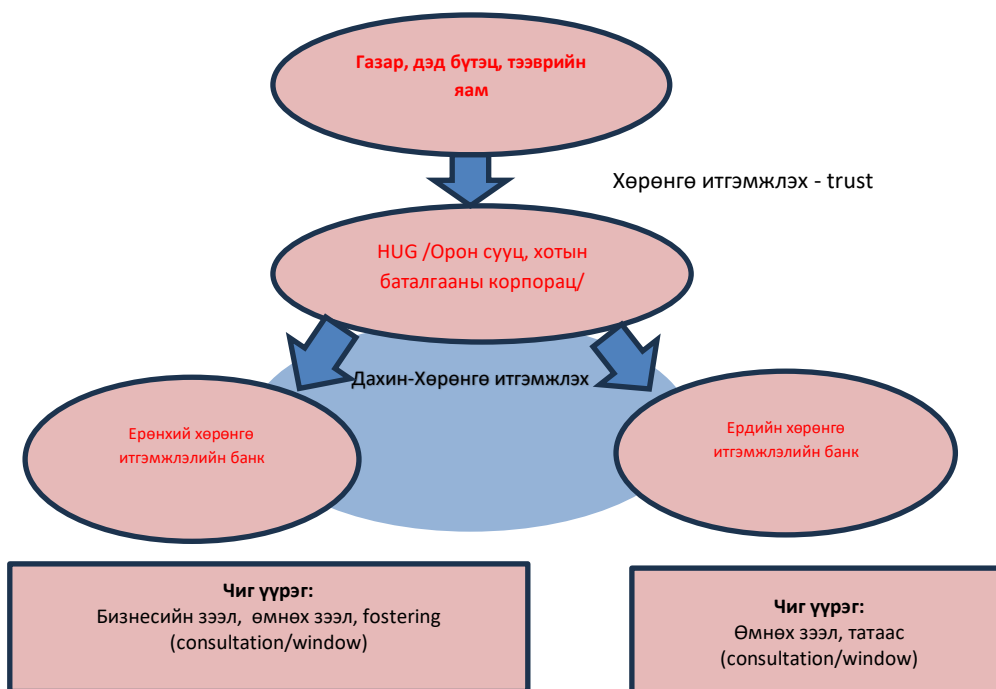 Газар, дэд бүтэц, тээврийн
яам
Хөрөнгө итгэмжлэх - trust
HUG /Орон сууц, хотын
баталгааны корпорац/
Дахин-Хөрөнгө итгэмжлэх
Ерөнхий хөрөнгө
итгэмжлэлийн банк
Ердийн хөрөнгө
итгэмжлэлийн банк
Чиг үүрэг:
Бизнесийн зээл, өмнөх зээл, fostering
(consultation/window)
Чиг үүрэг:
Өмнөх зээл, татаас
(consultation/window)